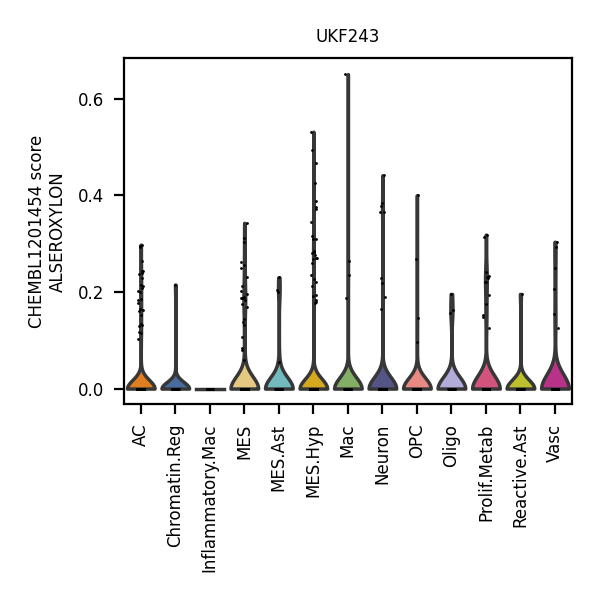 UKF243
CHEMBL1201454 score
ALSEROXYLON
0.6
0.4
0.2
0.0
AC
Chromatin.Reg
Inflammatory.Mac
MES
MES.Ast
MES.Hyp
Mac
Neuron
OPC
Oligo
Prolif.Metab
Reactive.Ast
Vasc